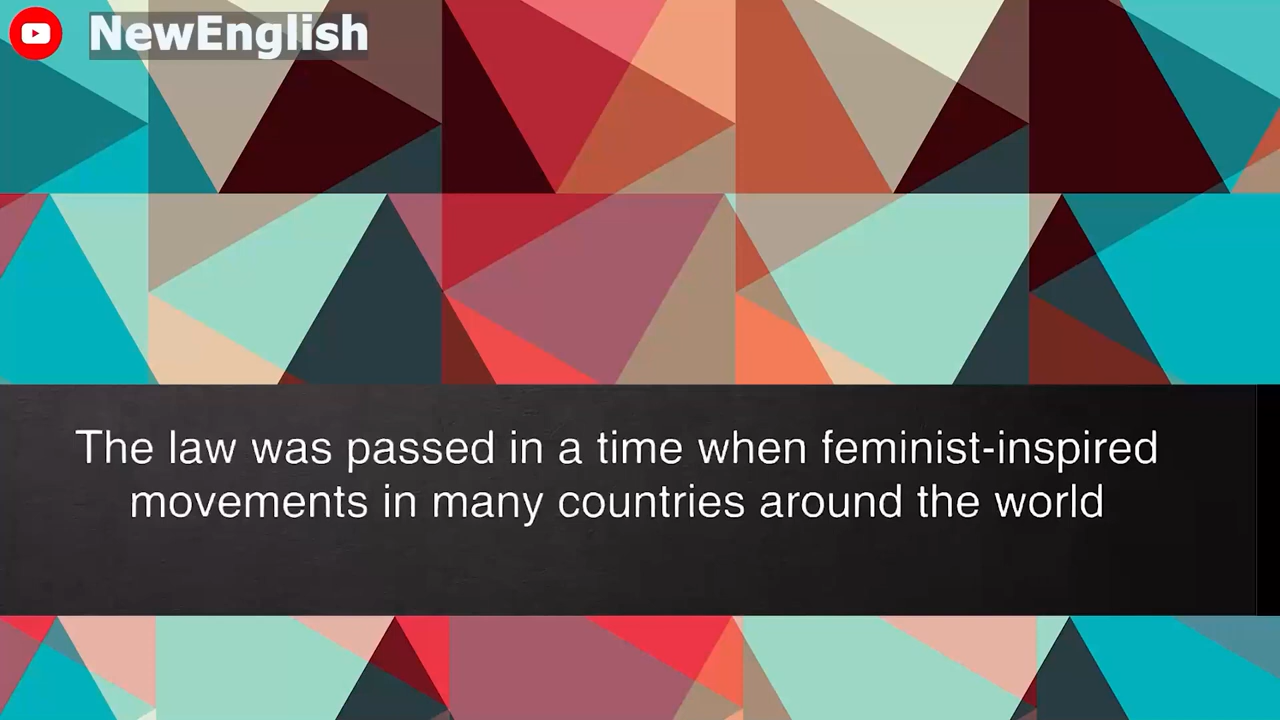 NewEnglish
The law was passed in a time when feminist-inspired
movements in many countries around the world